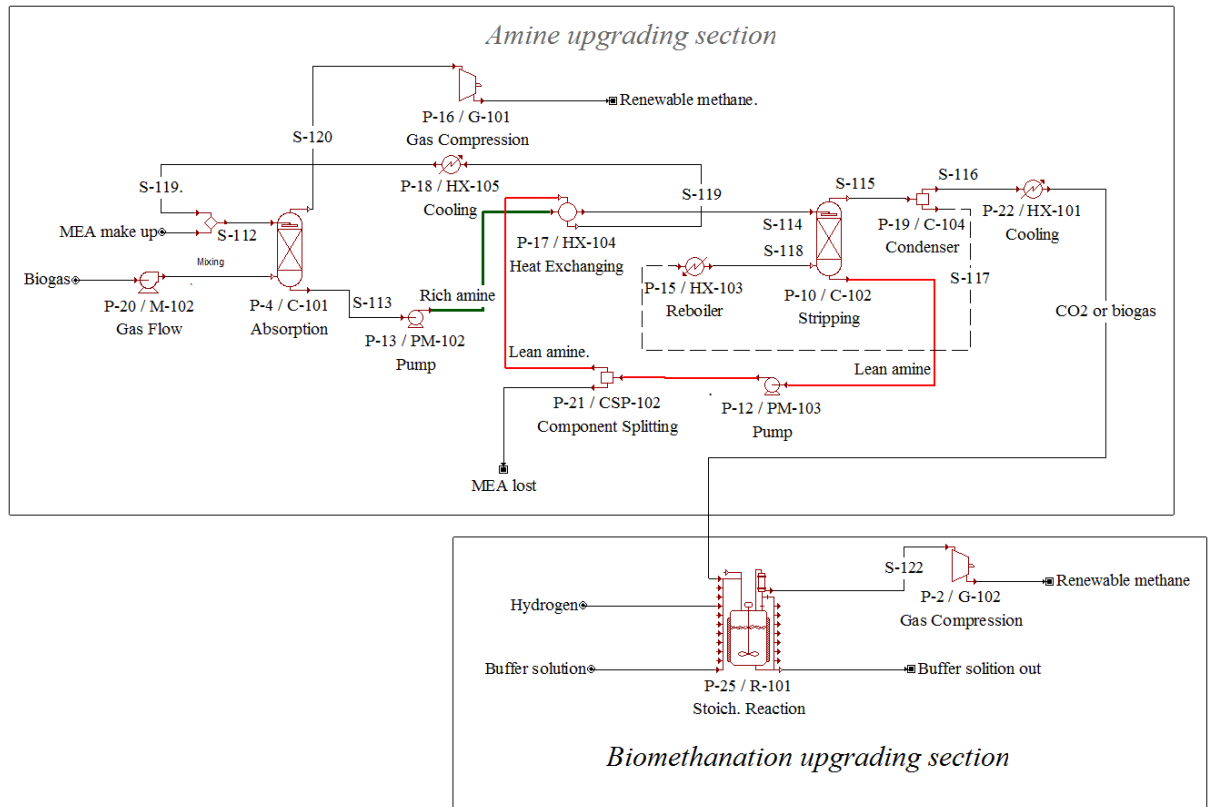 Amine upgrading section
Renewable methane.
P-16 / G-101
Gas Compression
S-120
S-119.
P-18 / HX-105
Cooling
S-119
S-115
S-116
P-22 / HX-101
Cooling
P-19 / C-104
Condenser
MEA make up
S-112
S-114
P-17 / HX-104
Heat Exchanging
S-118
Mixing
Biogas
P-20 / M-102
Gas Flow
P-4 / C-101
Absorption
S-113
Rich amine
P-13 / PM-102
Pump
P-15 / HX-103
Reboiler
P-10 / C-102
Stripping
S-117
CO2 or biogas
Lean amine.
Lean amine
P-21 / CSP-102
Component Splitting
P-12 / PM-103
Pump
MEA lost
S-122
Renewable methane
P-2 / G-102
Gas Compression
Hydrogen
Buffer solution
Buffer solition out
P-25 / R-101
Stoich. Reaction
Biomethanation upgrading section